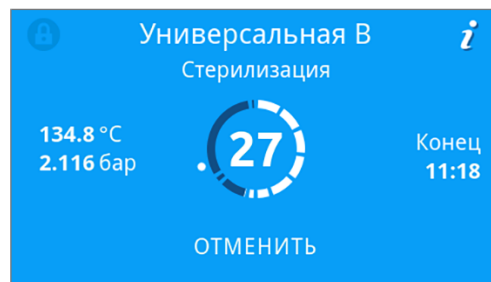 Универсальная B
i
Стерилизация
134.8 °C
2.116 бар
27
Конец
11:18
ОТМЕНИТЬ